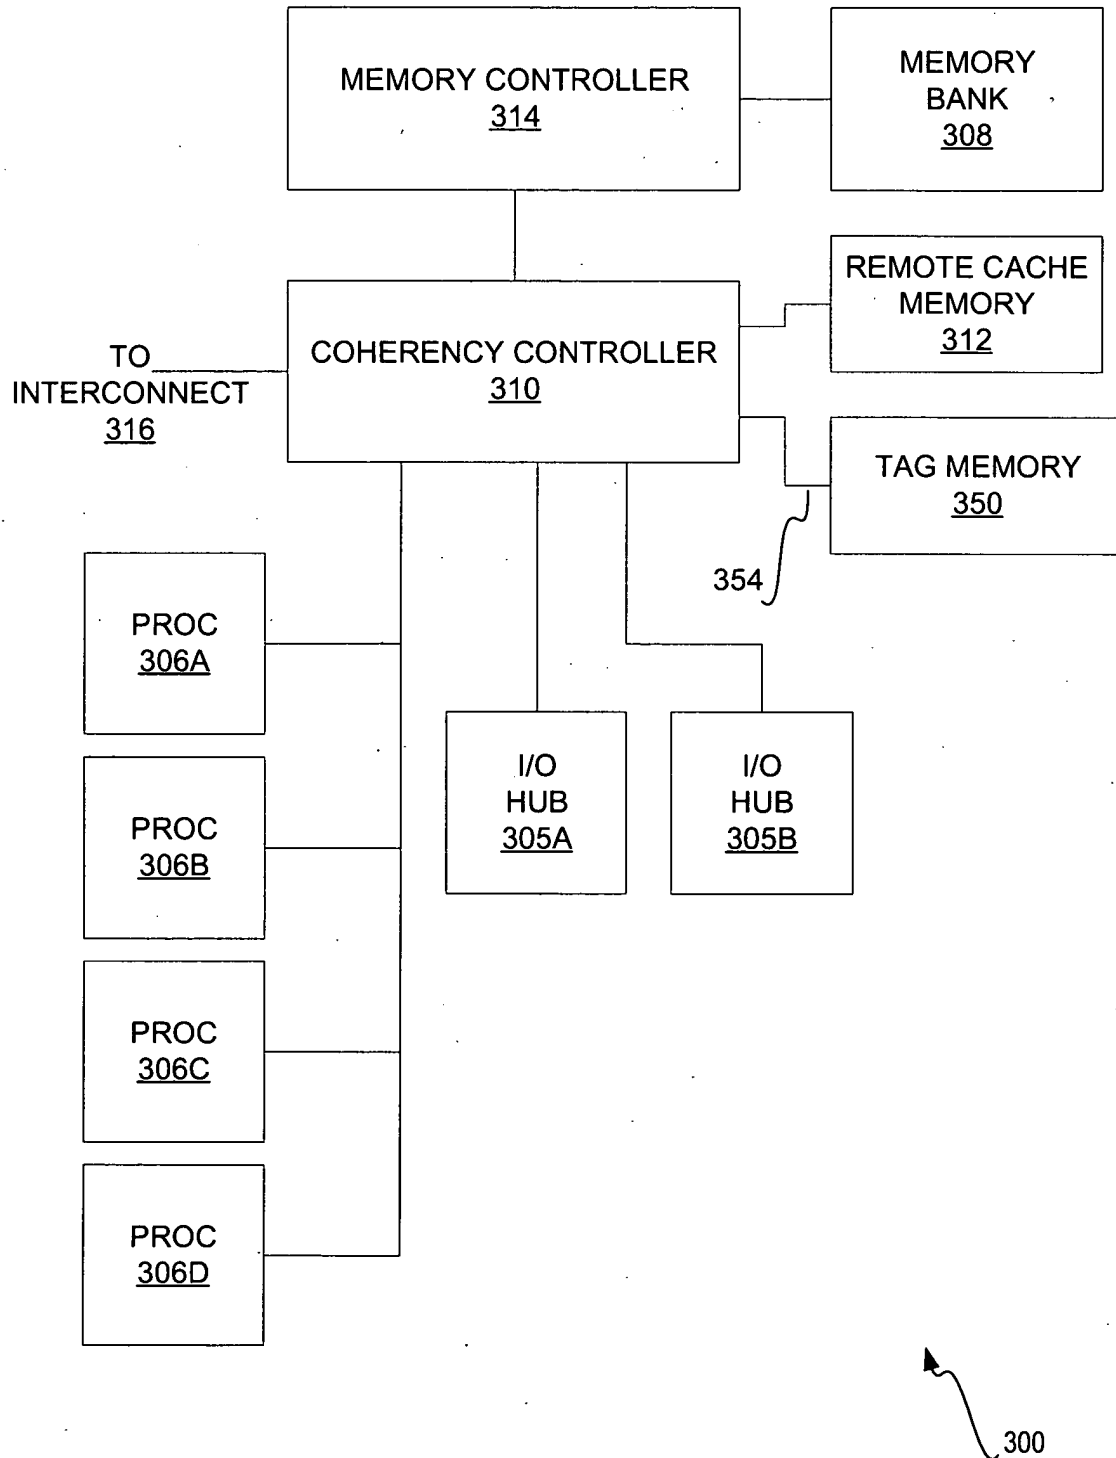 MEMORY CONTROLLER
314
MEMORY
BANK
308
REMOTE CACHE
MEMORY
312
COHERENCY CONTROLLER
310
TO
INTERCONNECT
316
TAG MEMORY
350
354
PROC
306A
PROC
306B
PROC
306C
PROC
306D
I/O
HUB
305A
I/O
HUB
305B
300